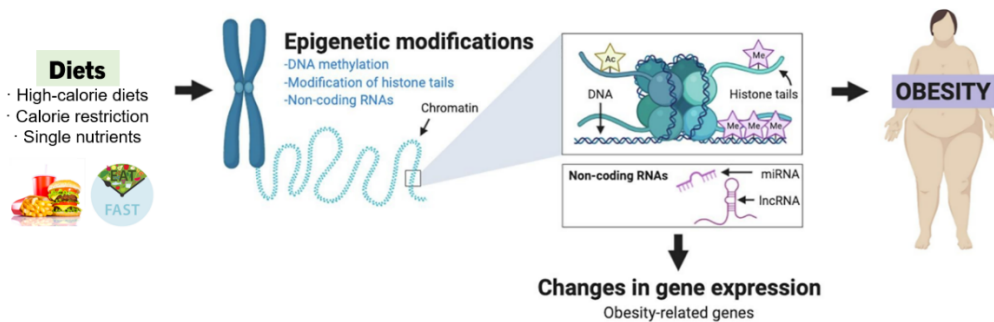 Diets
· High-calorie diets
· Calorie restriction
· Single nutrients
EAT
FAST
Epigenetic modifications
-DNA methylation
-Modification of histone tails
-Non-coding RNAs
Chromatin
Ac
Me
DNA
Histone tails
Me Me Me
Non-coding RNAs
miRNA
lncRNA
Changes in gene expression
Obesity-related genes
OBESITY